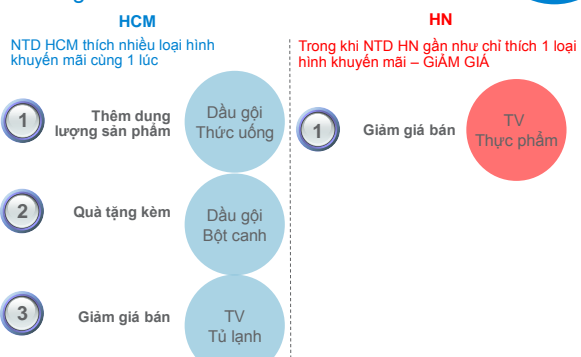 HCM
NTD HCM thích nhiều loại hình
khuyến mãi cùng 1 lúc
1
Thêm dung
lượng sản phẩm
Dầu gội
Thức uống
2
Quà tặng kèm
Dầu gội
Bột canh
3
Giảm giá bán
TV
Tủ lạnh
HN
Trong khi NTD HN gần như chỉ thích 1 loại
hình khuyến mãi – GIẢM GIÁ
1
Giảm giá bán
TV
Thực phẩm